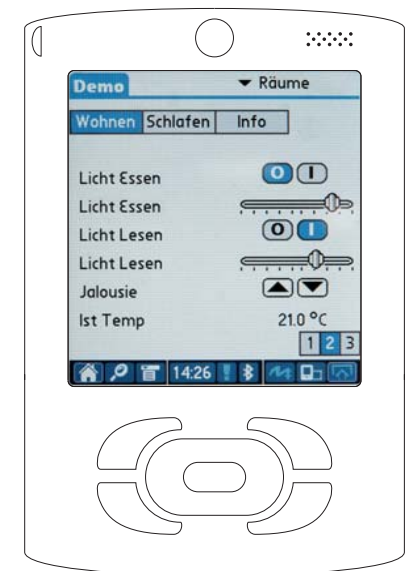 Demo ▼ Räume
Wohnen Schlafen Info
Licht Essen O I
Licht Essen
Licht Lesen O I
Licht Lesen
Jalousie
Ist Temp 21.0 °C
1 2 3
14:26